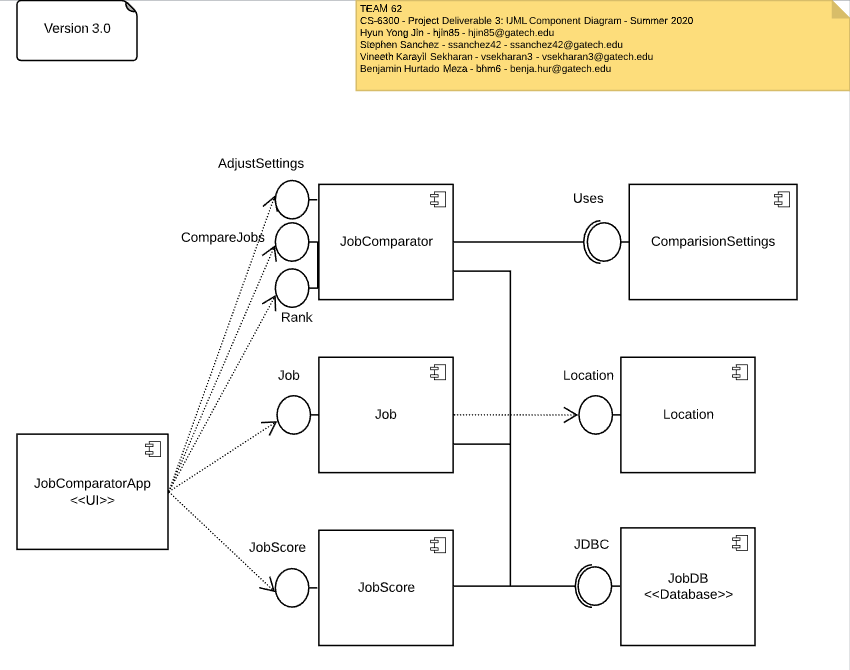 Version 3.0
TEAM 62
CS-6300 - Project Deliverable 3: UML Component Diagram - Summer 2020
Hyun Yong Jin - hjin85 - hjin85@gatech.edu
Stephen Sanchez - ssanchez42 - ssanchez42@gatech.edu
Vineeth Karayil Sekharan - vsekharan3 - vsekharan3@gatech.edu
Benjamin Hurtado Meza - bhm6 - benja.hur@gatech.edu
AdjustSettings
Uses
CompareJobs
JobComparator
ComparisionSettings
Rank
Job
Location
Job
Location
JobComparatorApp
<<UI>>
JobScore
JDBC
JobScore
JobDB
<<Database>>